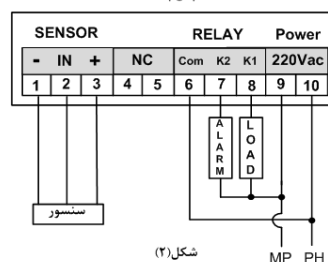 SENSOR RELAY Power
- IN + NC Com K2 K1 220Vac
1 2 3 4 5 6 7 8 9 10
ALARM LOAD
سنسور
شکل(۲) MP PH